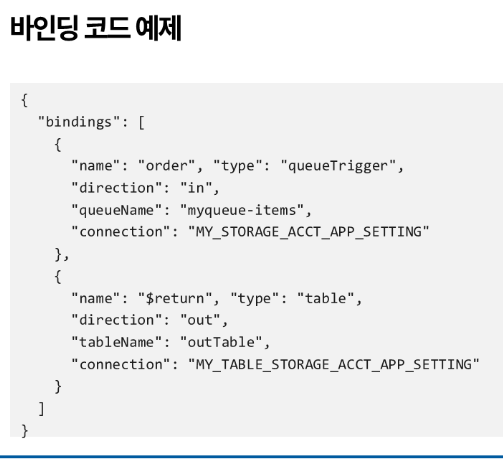 바인딩 코드 예제
{
  "bindings": [
    {
      "name": "order", "type": "queueTrigger",
      "direction": "in",
      "queueName": "myqueue-items",
      "connection": "MY_STORAGE_ACCT_APP_SETTING"
    },
    {
      "name": "$return", "type": "table",
      "direction": "out",
      "tableName": "outTable",
      "connection": "MY_TABLE_STORAGE_ACCT_APP_SETTING"
    }
  ]
}